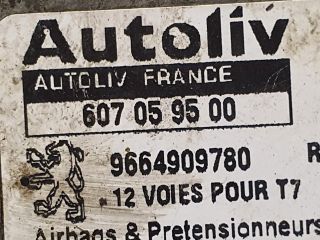 Autoliv
AUTOLIV FRANCE
607 05 95 00
9664909780 R
12 VOIES POUR T7
Airbags & Pretensionneurs